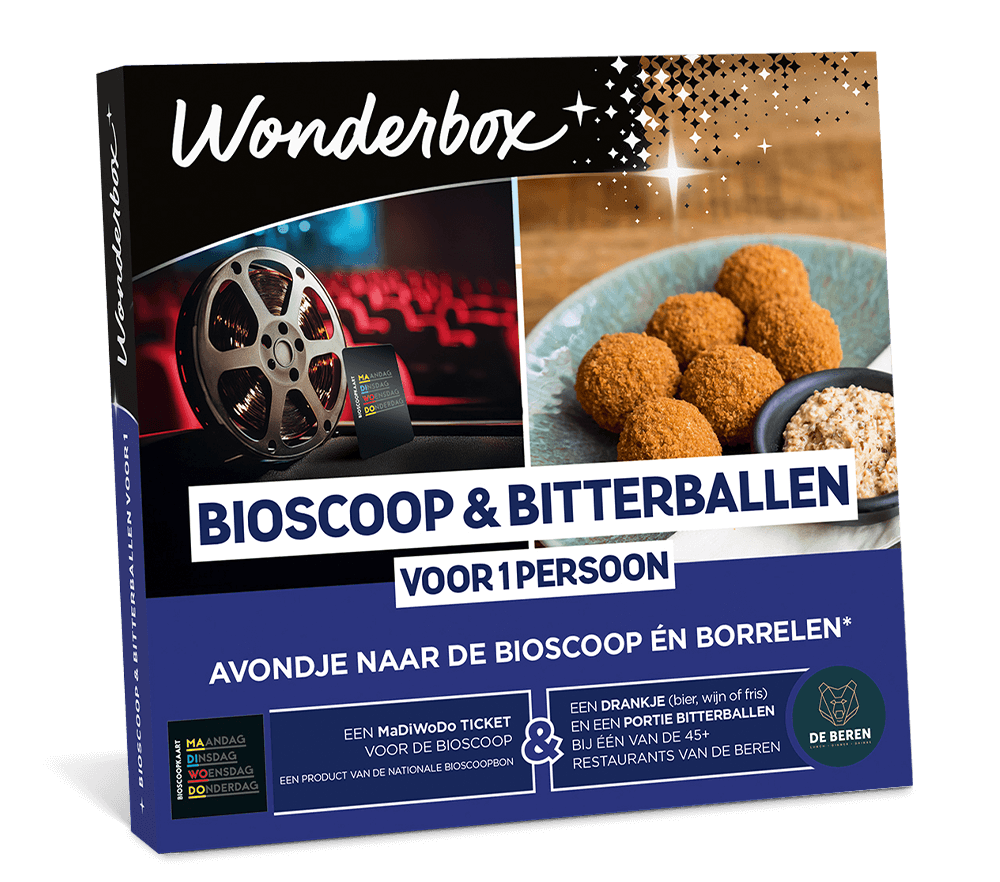 Wonderbox
Wonderbox
BIOSCOOP & BITTERBALLEN VOOR 1
BIOSCOOPKAART
MAANDAG
DINSDAG
WOENSDAG
DONDERDAG
BIOSCOOP & BITTERBALLEN
VOOR 1 PERSOON
AVONDJE NAAR DE BIOSCOOP ÉN BORRELEN*
BIOSCOOPKAART
MAANDAG
DINSDAG
WOENSDAG
DONDERDAG
EEN MaDiWoDo TICKET
VOOR DE BIOSCOOP
EEN PRODUCT VAN DE NATIONALE BIOSCOOPBON
&
EEN DRANKJE (bier, wijn of fris)
EN EEN PORTIE BITTERBALLEN
BIJ ÉÉN VAN DE 45+
RESTAURANTS VAN DE BEREN
DE BEREN
LUNCH - DINNER - DRINKS